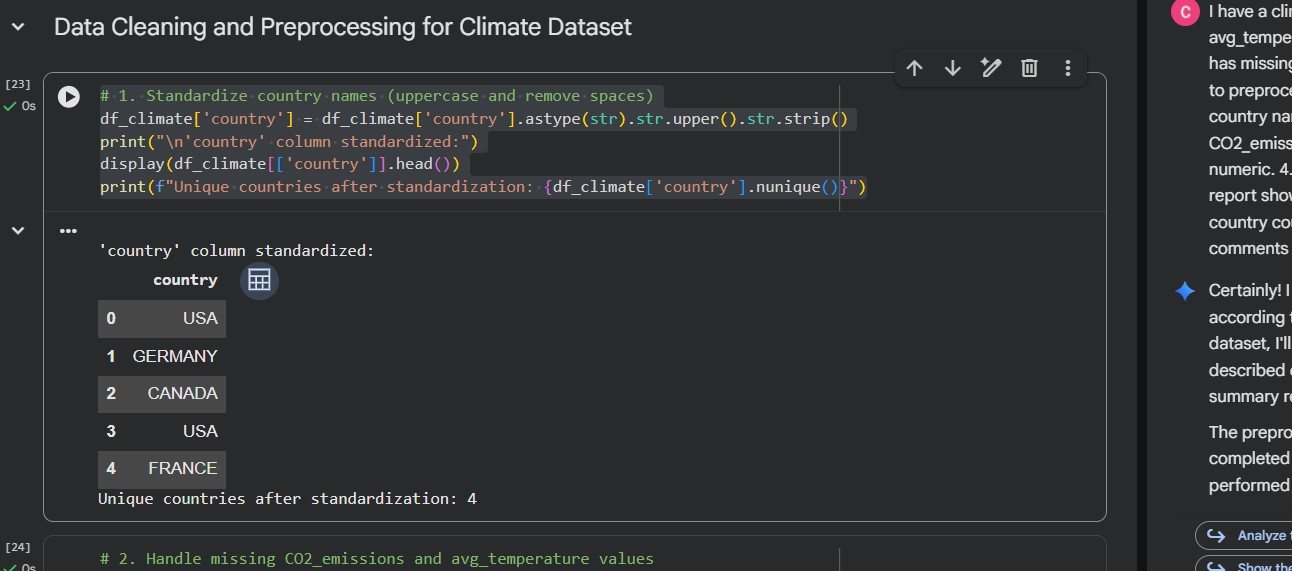 Data Cleaning and Preprocessing for Climate Dataset
[23]
0s
# 1. Standardize country names (uppercase and remove spaces)
df_climate['country'] = df_climate['country'].astype(str).str.upper().str.strip()
print("\n'country' column standardized:")
display(df_climate[['country']].head())
print(f"Unique countries after standardization: {df_climate['country'].nunique()}")
'country' column standardized:
country
0 USA
1 GERMANY
2 CANADA
3 USA
4 FRANCE
Unique countries after standardization: 4
[24]
0s
# 2. Handle missing CO2_emissions and avg_temperature values
C
I have a cli
avg_tempe
has missing
to preproce
country na
CO2_emiss
numeric. 4.
report show
country co
comments
Certainly! I
according t
dataset, I'll
described
summary re
The prepro
completed
performed
Analyze t
Show the